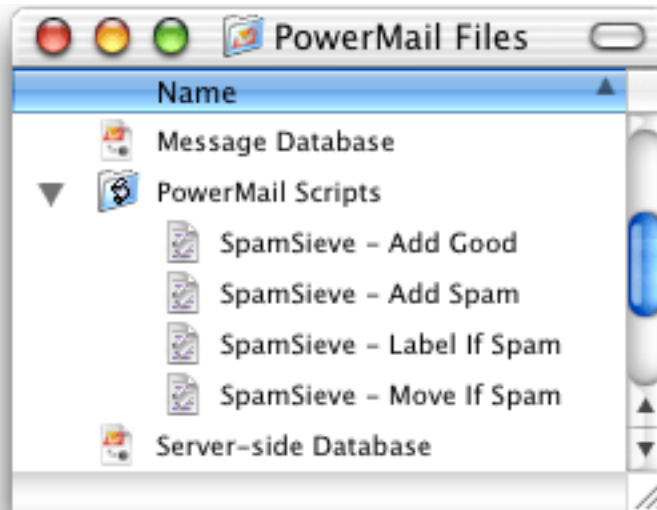 PowerMail Files
Name
Message Database
PowerMail Scripts
SpamSieve – Add Good
SpamSieve – Add Spam
SpamSieve – Label If Spam
SpamSieve – Move If Spam
Server-side Database